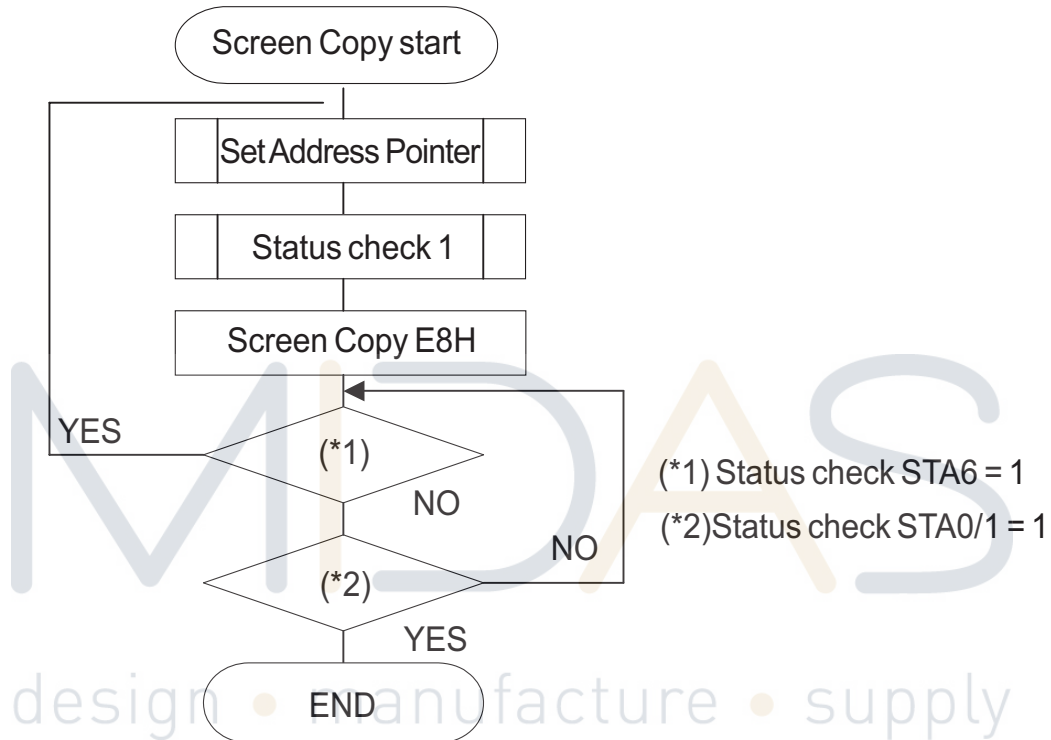 Screen Copy start
Set Address Pointer
Status check 1
Screen Copy E8H
YES
(*1)
NO
(*1) Status check STA6 = 1
(*2)Status check STA0/1 = 1
NO
(*2)
YES
END
MIDAS
design • manufacture • supply